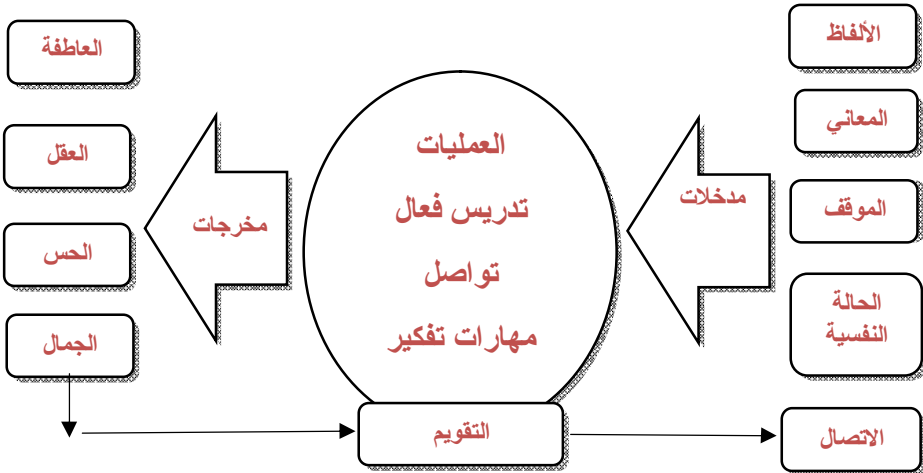 الألفاظ
المعاني
الموقف
الحالة
النفسية
الاتصال
مدخلات
العمليات
تدريس فعال
تواصل
مهارات تفكير
التقويم
مخرجات
العاطفة
العقل
الحس
الجمال